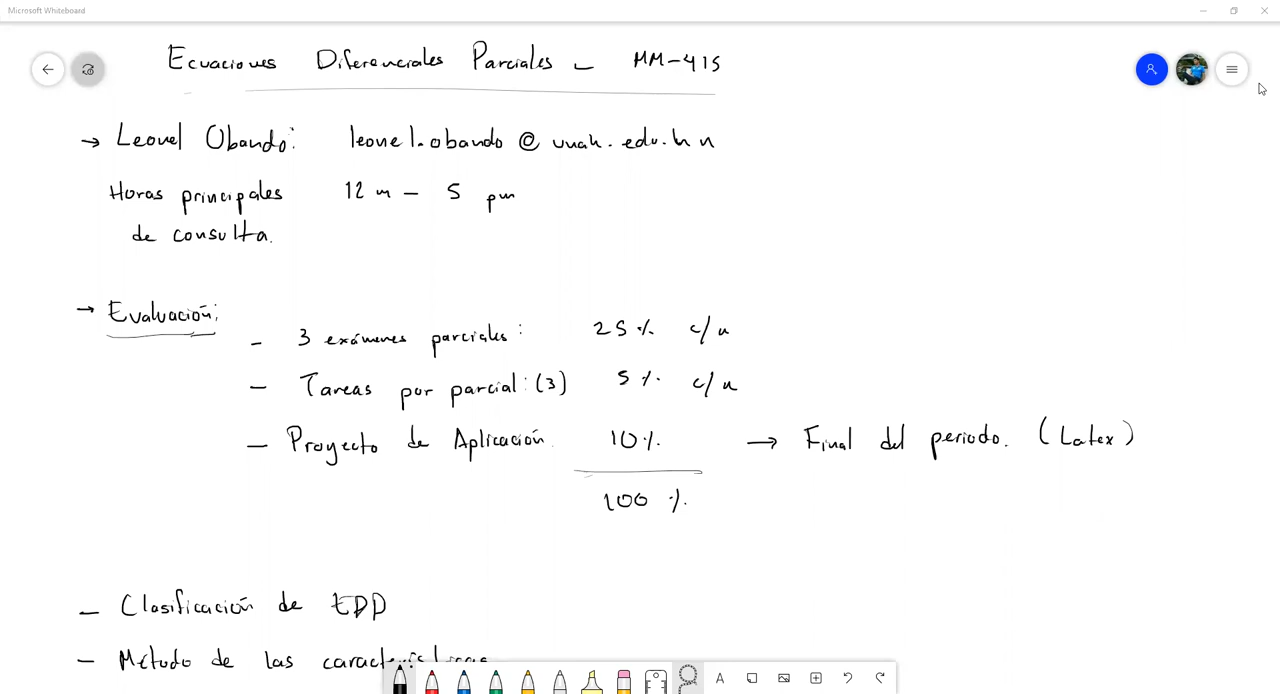 Microsoft Whiteboard
Ecuaciones Diferenciales Parciales - MM-415
→ Leonel Obando: leonel.obando @ unah.edu.hn
Horas principales 12 m - 5 pm
de consulta.
→ Evaluación:
- 3 exámenes parciales: 25 % c/u
- Tareas por parcial: (3) 5 % c/u
- Proyecto de Aplicación. 10 % → Final del periodo. (Latex)
100 %
- Clasificación de EDP
- Método de las características
A